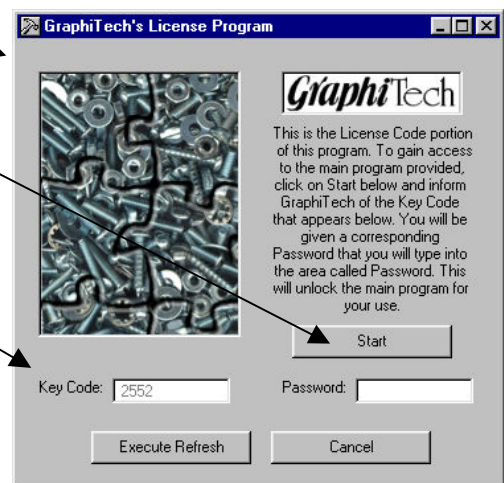 GraphiTech's License Program
GraphiTech
This is the License Code portion
of this program. To gain access
to the main program provided,
click on Start below and inform
GraphiTech of the Key Code
that appears below. You will be
given a corresponding
Password that you will type into
the area called Password. This
will unlock the main program for
your use.
Start
Key Code: 2552
Password:
Execute Refresh
Cancel